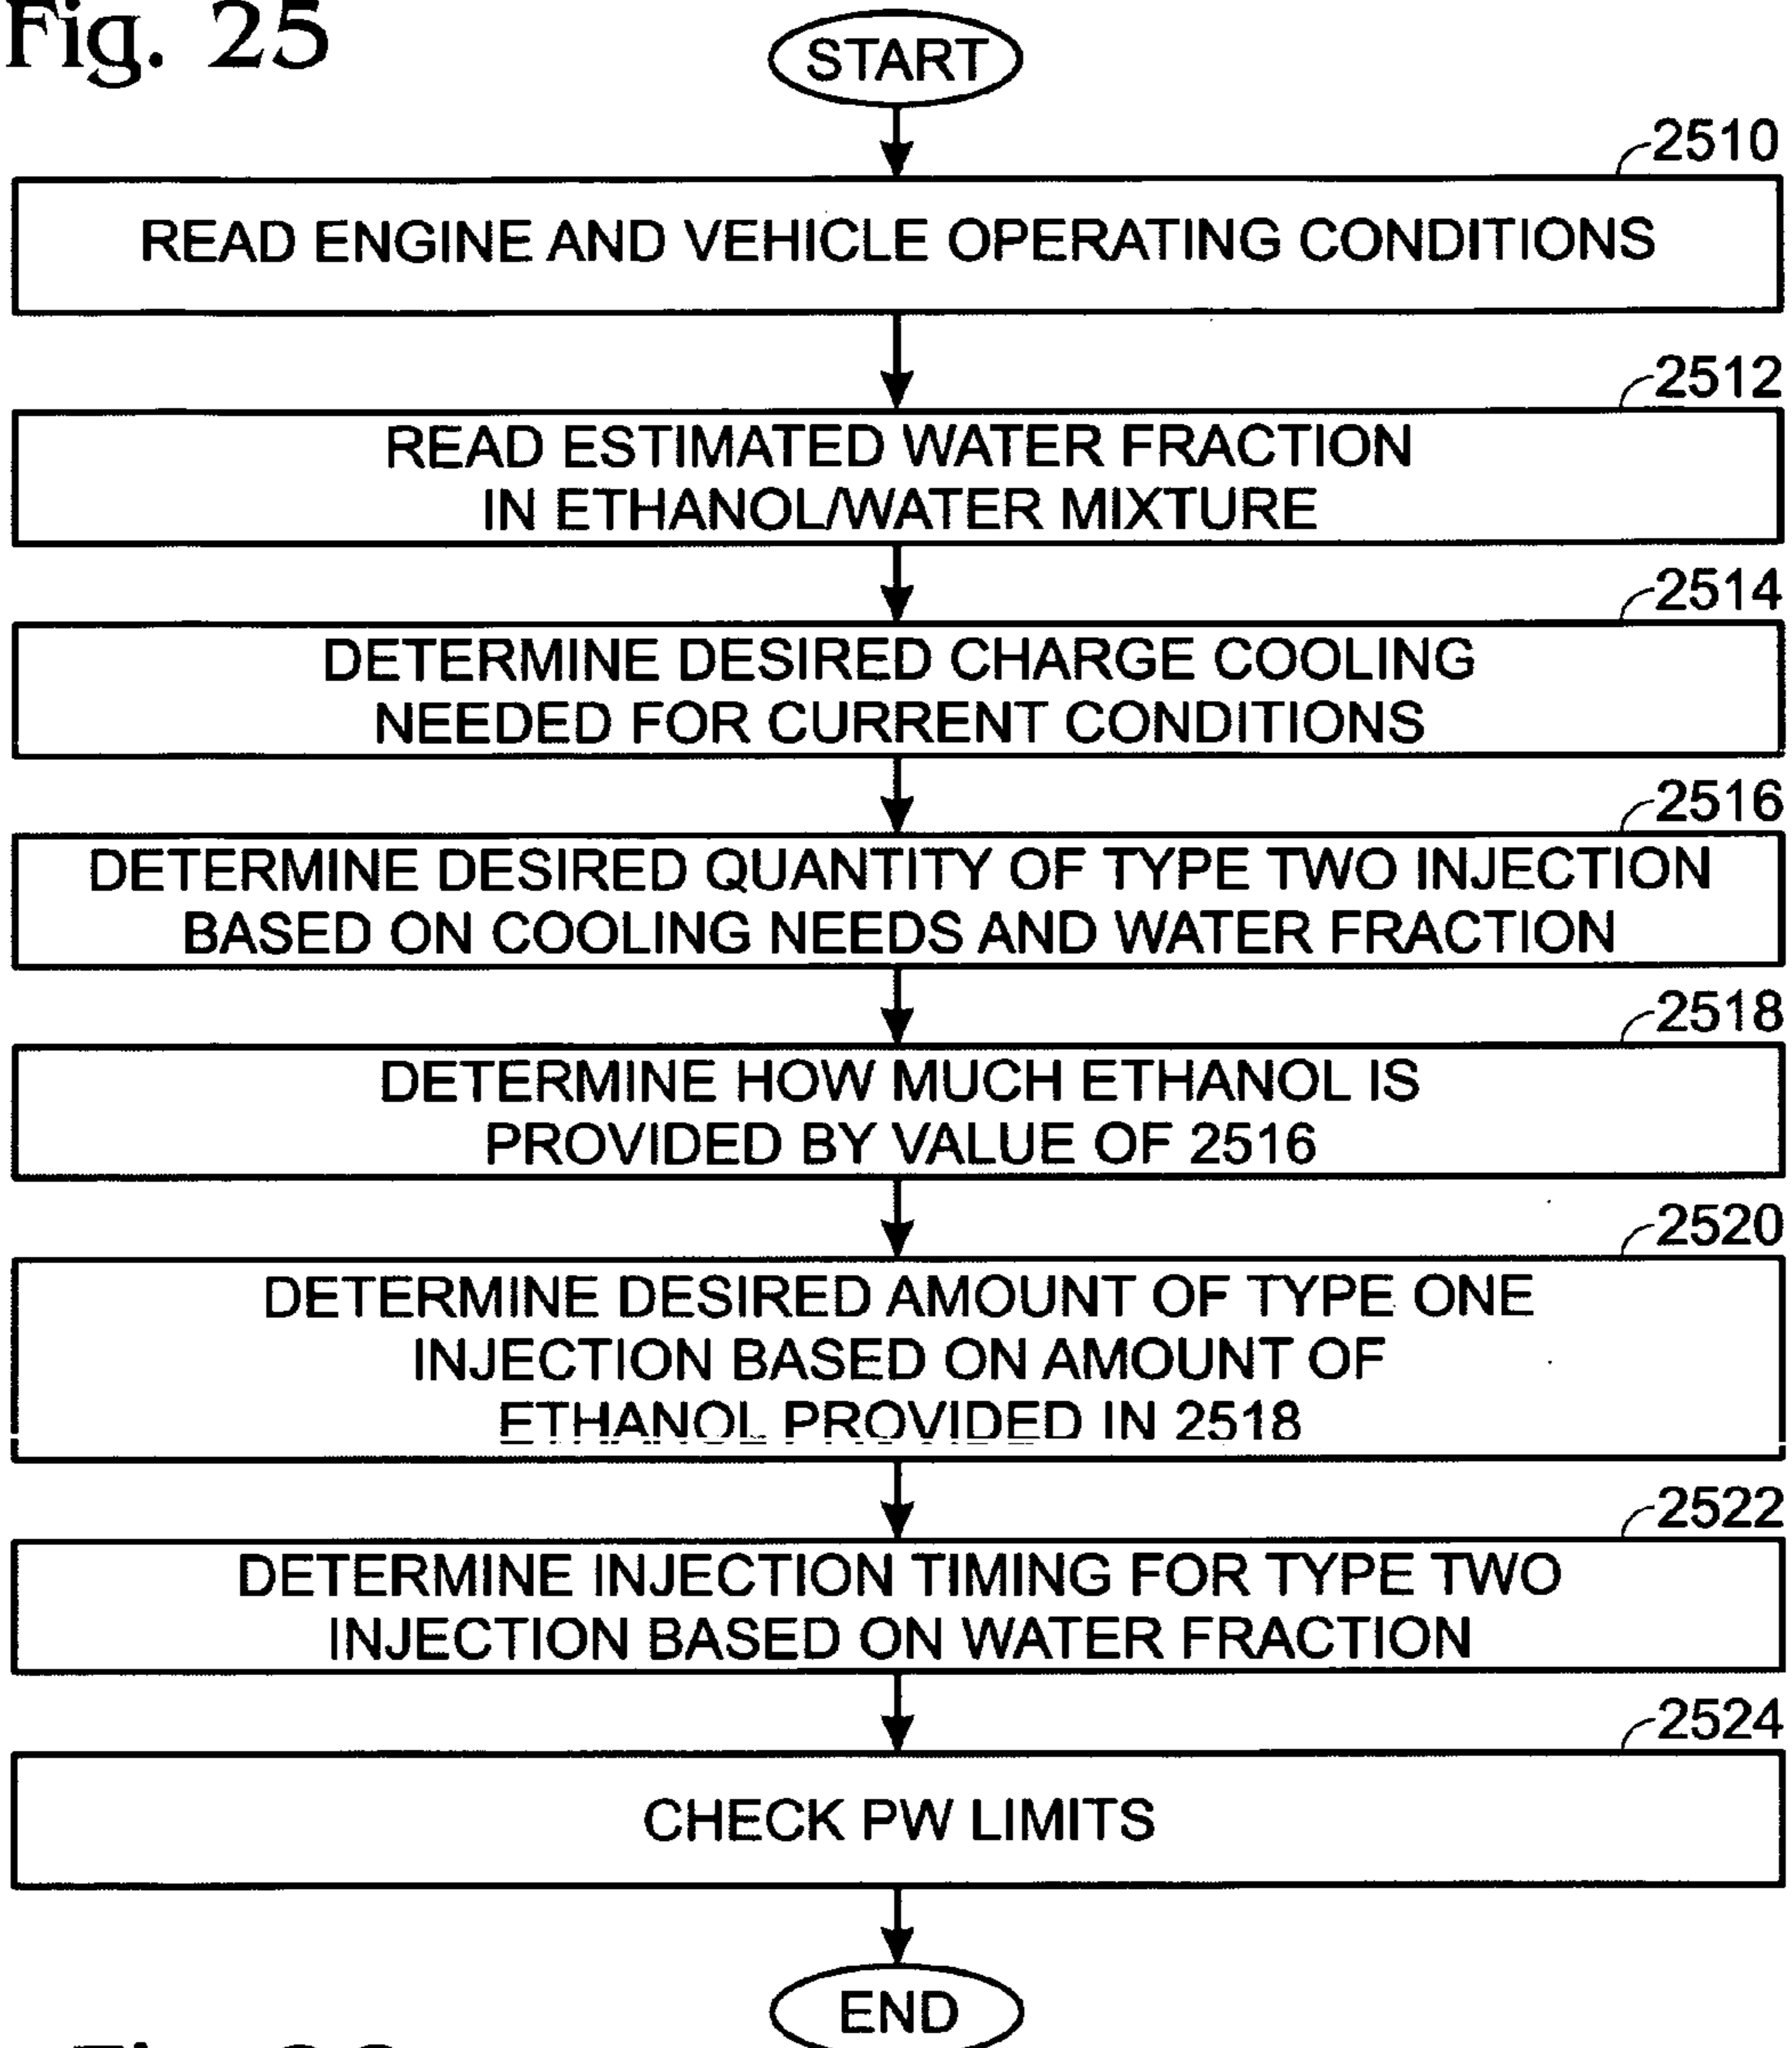 Fig. 25
START
2510
READ ENGINE AND VEHICLE OPERATING CONDITIONS
2512
READ ESTIMATED WATER FRACTION
IN ETHANOL/WATER MIXTURE
2514
DETERMINE DESIRED CHARGE COOLING
NEEDED FOR CURRENT CONDITIONS
2516
DETERMINE DESIRED QUANTITY OF TYPE TWO INJECTION
BASED ON COOLING NEEDS AND WATER FRACTION
2518
DETERMINE HOW MUCH ETHANOL IS
PROVIDED BY VALUE OF 2516
2520
DETERMINE DESIRED AMOUNT OF TYPE ONE
INJECTION BASED ON AMOUNT OF
ETHANOL PROVIDED IN 2518
2522
DETERMINE INJECTION TIMING FOR TYPE TWO
INJECTION BASED ON WATER FRACTION
2524
CHECK PW LIMITS
END